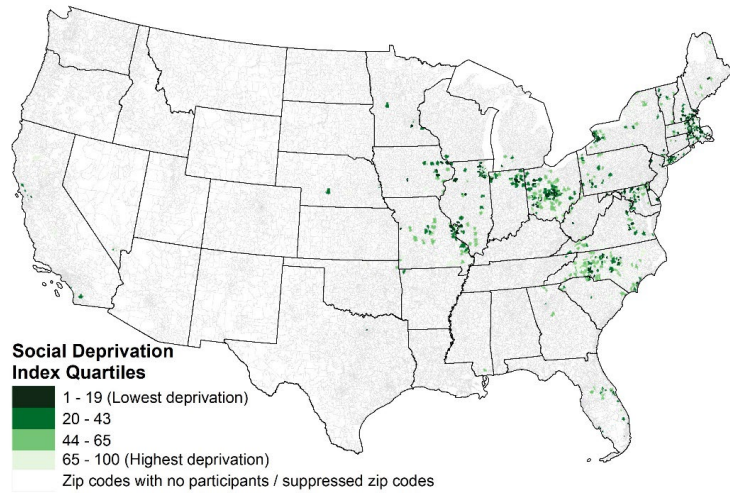 Social Deprivation
Index Quartiles
1 - 19 (Lowest deprivation)
20 - 43
44 - 65
65 - 100 (Highest deprivation)
Zip codes with no participants / suppressed zip codes